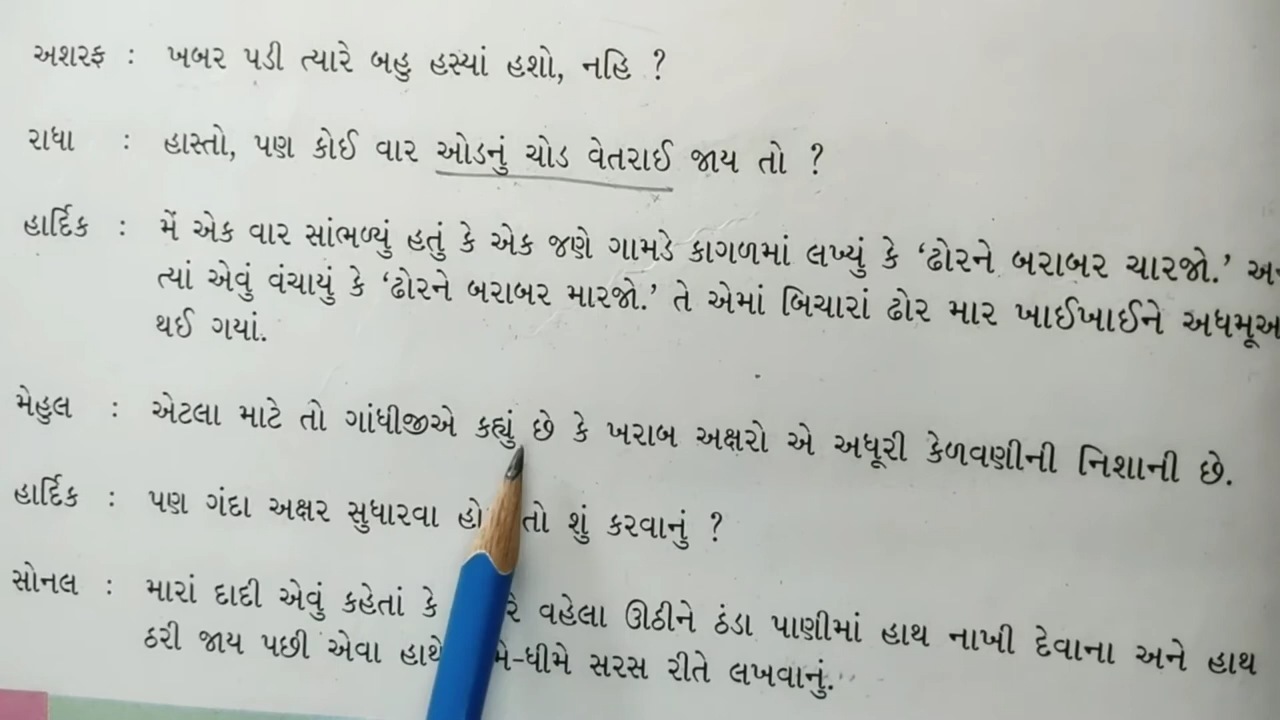 અશરફ : ખબર પડી ત્યારે બહુ હસ્યાં હશો, નહિ ?
રાધા : હાસ્તો, પણ કોઈ વાર ઓડનું ચોડ વેતરાઈ જાય તો ?
હાર્દિક : મેં એક વાર સાંભળ્યું હતું કે એક જણે ગામડે કાગળમાં લખ્યું કે ‘ઢોરને બરાબર ચારજો.’
ત્યાં એવું વંચાયું કે ‘ઢોરને બરાબર મારજો.’ તે એમાં બિચારાં ઢોર માર ખાઈખાઈને
થઈ ગયાં.
મેહુલ : એટલા માટે તો ગાંધીજીએ કહ્યું છે કે ખરાબ અક્ષરો એ અધૂરી કેળવણીની નિશાની છે.
હાર્દિક : પણ ગંદા અક્ષર સુધારવા તો શું કરવાનું ?
સોનલ : મારાં દાદી એવું કહેતાં કે વહેલા ઊઠીને ઠંડા પાણીમાં હાથ નાખી દેવાના અને હાથ
ઠરી જાય પછી એવા હાથે સરસ રીતે લખવાનું.